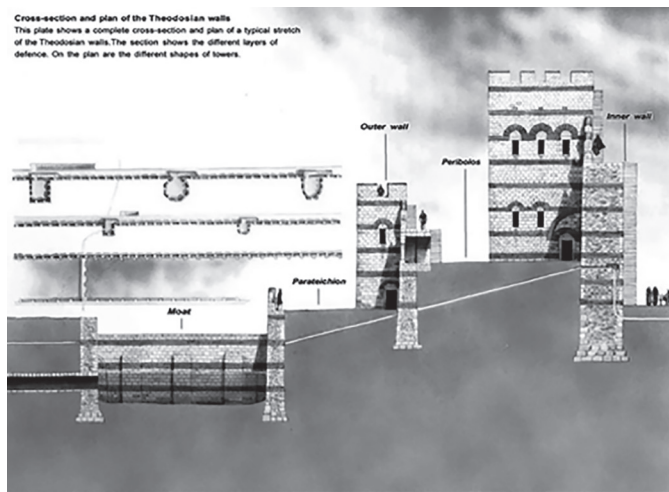 Cross-section and plan of the Theodosian walls
This plate shows a complete cross-section and plan of a typical stretch
of the Theodosian walls.The section shows the different layers of
defence. On the plan are the different shapes of towers.
Outer wall
Inner wall
Peribolos
Parateichion
Moat